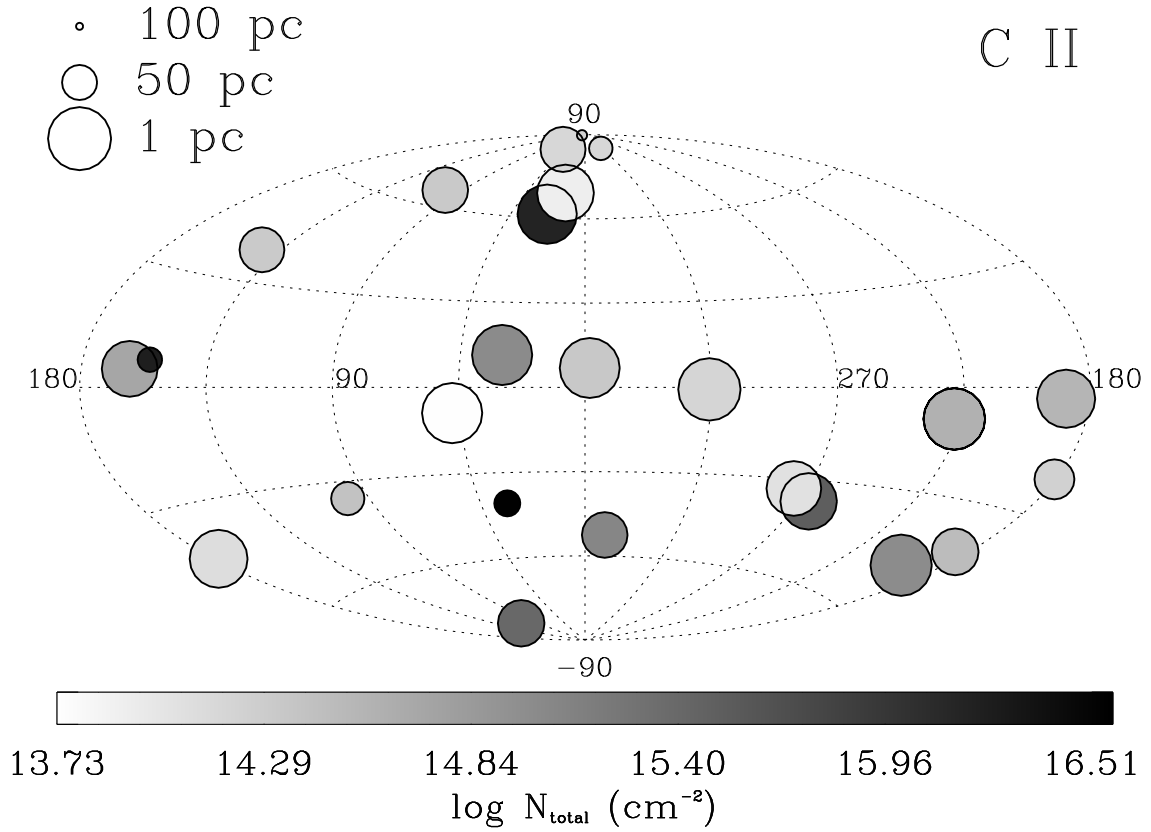 100 pc
C II
50 pc
1 pc
90
180 90 270 180
−90
13.73 14.29 14.84 15.40 15.96 16.51
log N_total (cm⁻²)